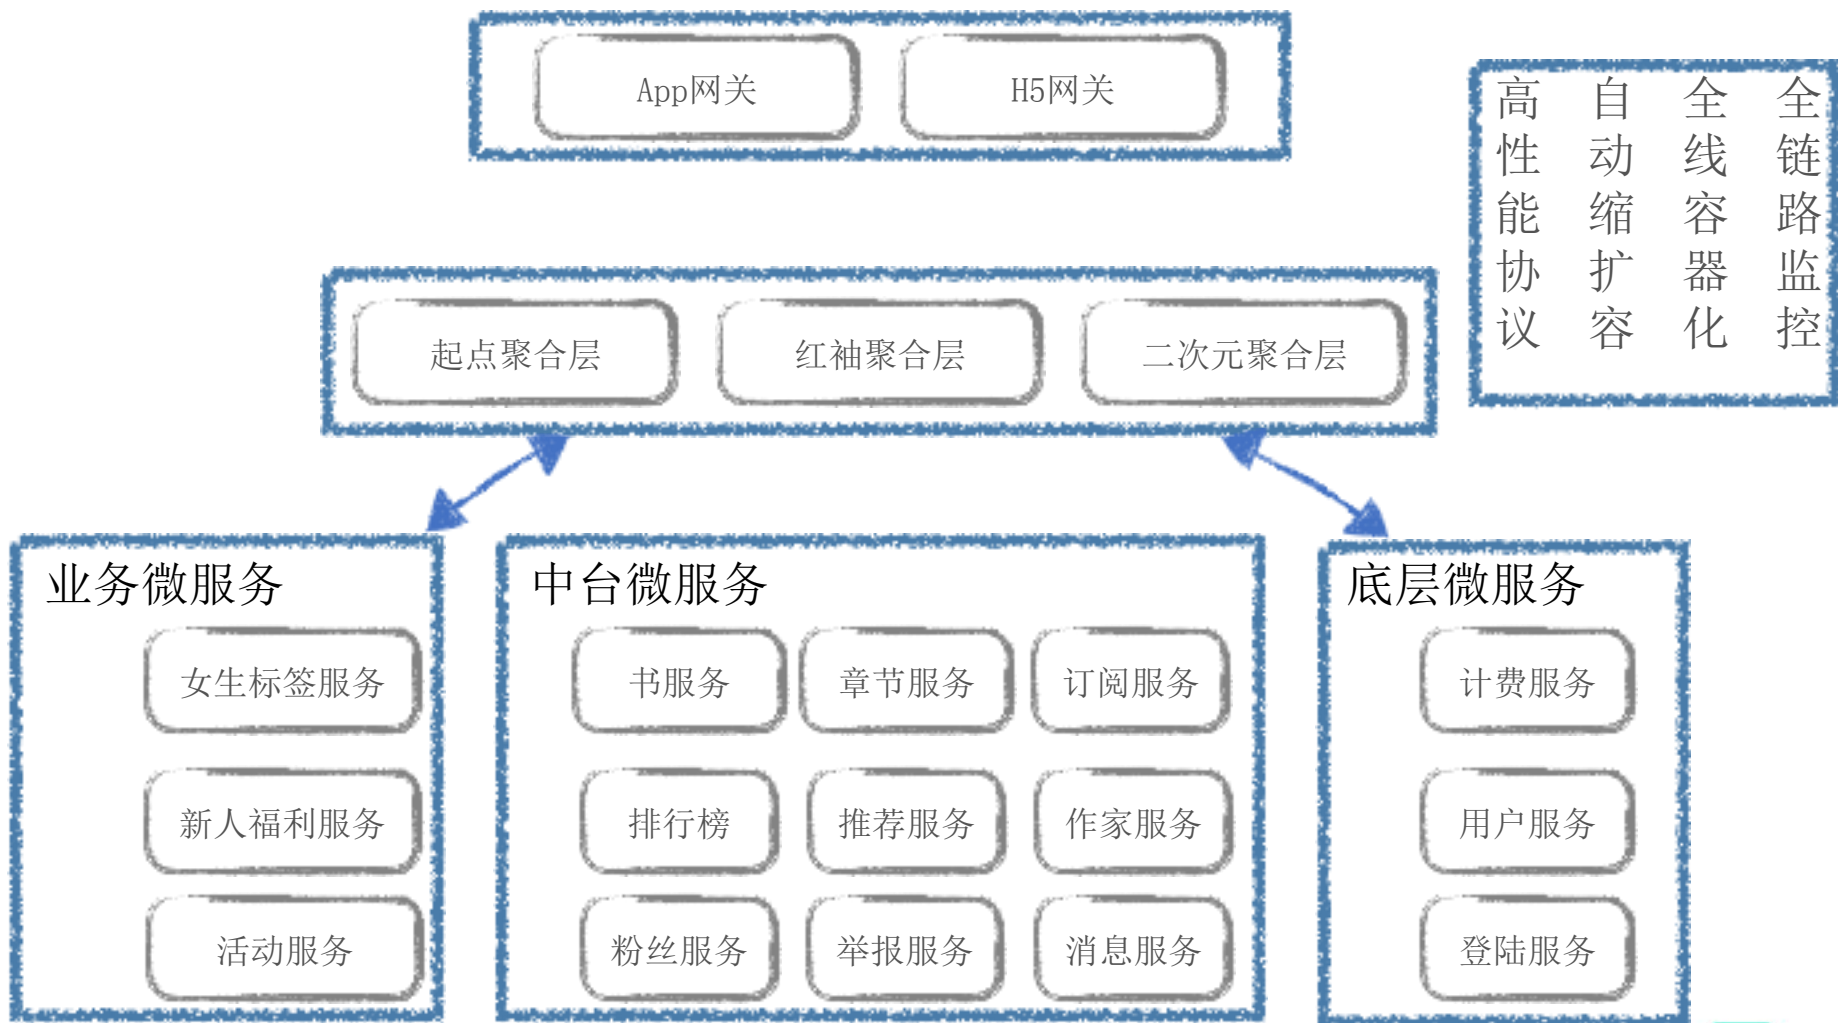 App网关
H5网关
高性能协议
自动缩扩容
全线容器化
全链路监控
起点聚合层
红袖聚合层
二次元聚合层
业务微服务
女生标签服务
新人福利服务
活动服务
中台微服务
书服务
章节服务
订阅服务
排行榜
推荐服务
作家服务
粉丝服务
举报服务
消息服务
底层微服务
计费服务
用户服务
登陆服务